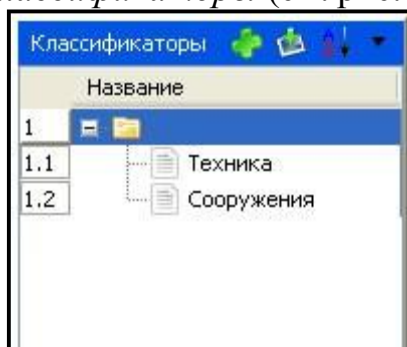 Классификаторы
Название
1
1.1 Техника
1.2 Сооружения